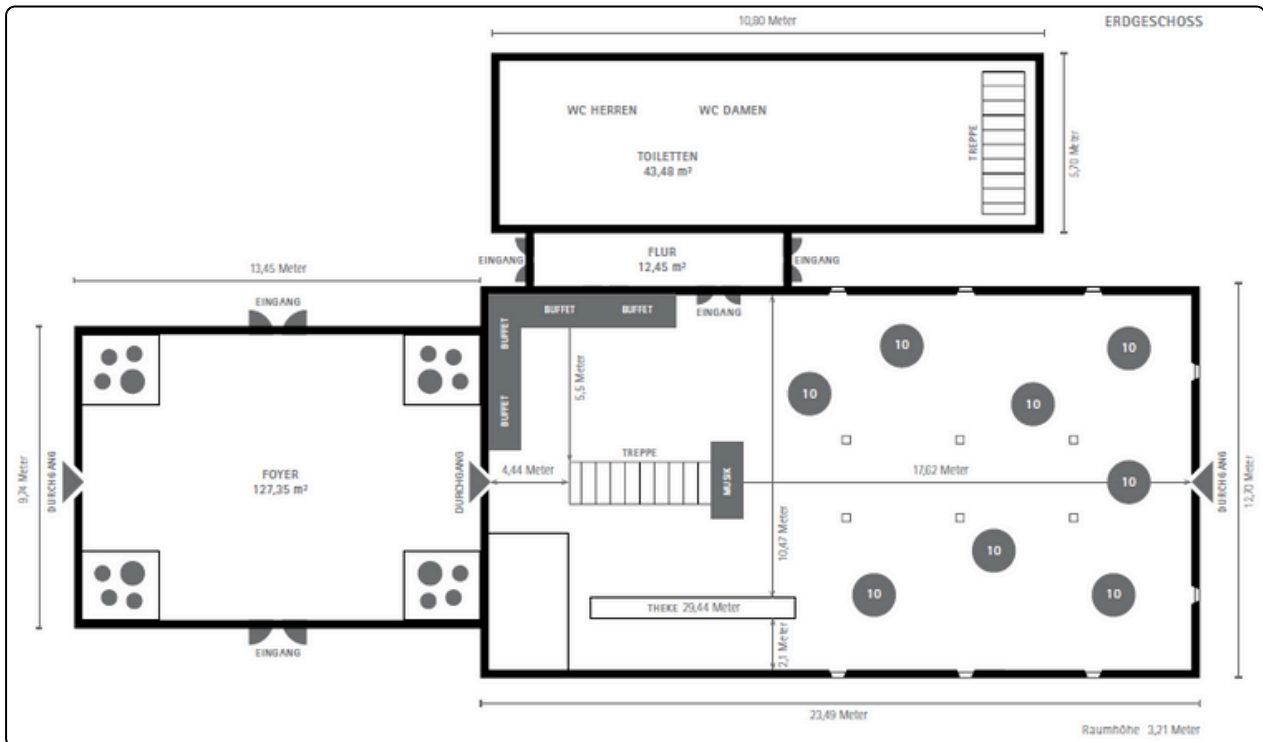 10,80 Meter
ERDGESCHOSS
WC HERREN
WC DAMEN
TREPPE
TOILETTEN
43,48 m²
5,70 Meter
EINGANG
FLUR
12,45 m²
EINGANG
13,45 Meter
EINGANG
BUFFET
BUFFET
EINGANG
BUFFET
BUFFET
5,5 Meter
10
10
10
10
9,74 Meter
DURCHGANG
FOYER
127,35 m²
DURCHGANG
4,44 Meter
TREPPE
MUSIK
17,62 Meter
10
DURCHGANG
12,70 Meter
10,47 Meter
10
10
10
THEKE 29,44 Meter
2,1 Meter
EINGANG
23,49 Meter
Raumhöhe 3,21 Meter